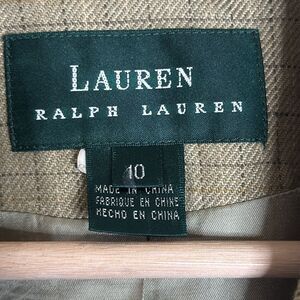 LAUREN
RALPH LAUREN
10
MADE IN CHINA
FABRIQUE EN CHINE
HECHO EN CHINA